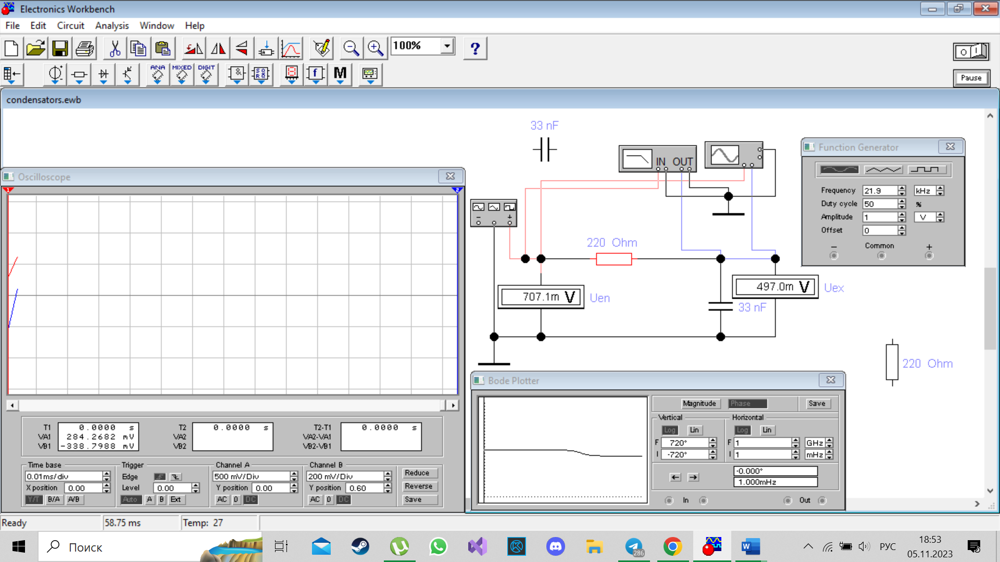 Electronics Workbench
File Edit Circuit Analysis Window Help
100%
?
O I
ANA MIXED DIGIT
f M
Pause
condensators.ewb
33 nF
IN OUT
Function Generator
Frequency 21.9 kHz
Duty cycle 50 %
Amplitude 1 V
Offset 0
− Common +
Oscilloscope
1 2
− +
220 Ohm
707.1m V Uen
497.0m V Uex
33 nF
220 Ohm
T1 0.0000 s T2 0.0000 s T2-T1 0.0000 s
VA1 284.2682 mV VA2 VA2-VA1
VB1 -338.7988 mV VB2 VB2-VB1
Time base Trigger Channel A Channel B
0.01ms/div Edge 500 mV/Div 200 mV/Div Reduce
X position 0.00 Level 0.00 Y position 0.00 Y position 0.60 Reverse
Y/T B/A A/B Auto A B Ext AC 0 DC AC 0 DC Save
Bode Plotter
Magnitude Phase Save
Vertical Horizontal
Log Lin Log Lin
F 720° F 1 GHz
I -720° I 1 mHz
-0.000°
1.000mHz
In Out
Ready 58.75 ms Temp: 27
Поиск
286
W
РУС
18:53
05.11.2023